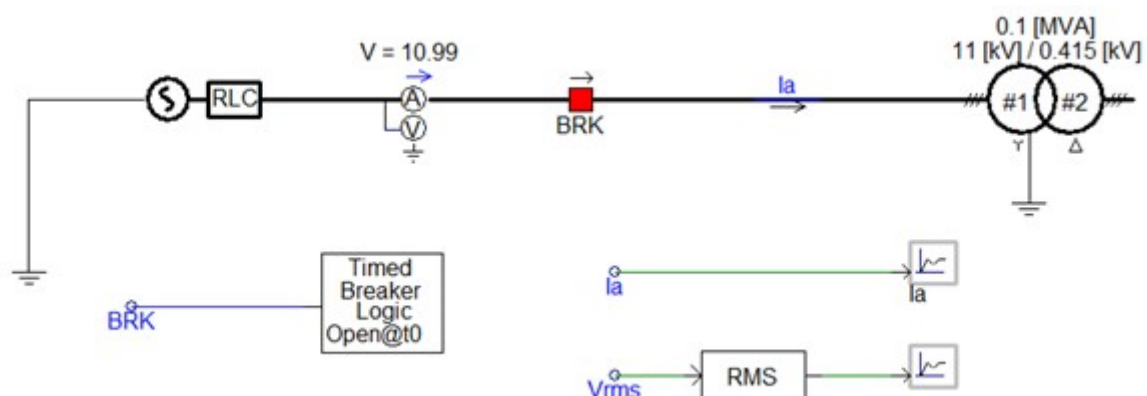 0.1 [MVA]
11 [kV] / 0.415 [kV]
V = 10.99
RLC
A
V
BRK
Ia
#1
#2
Timed
Breaker
Logic
Open@t0
BRK
Ia
Ia
Vrms
RMS